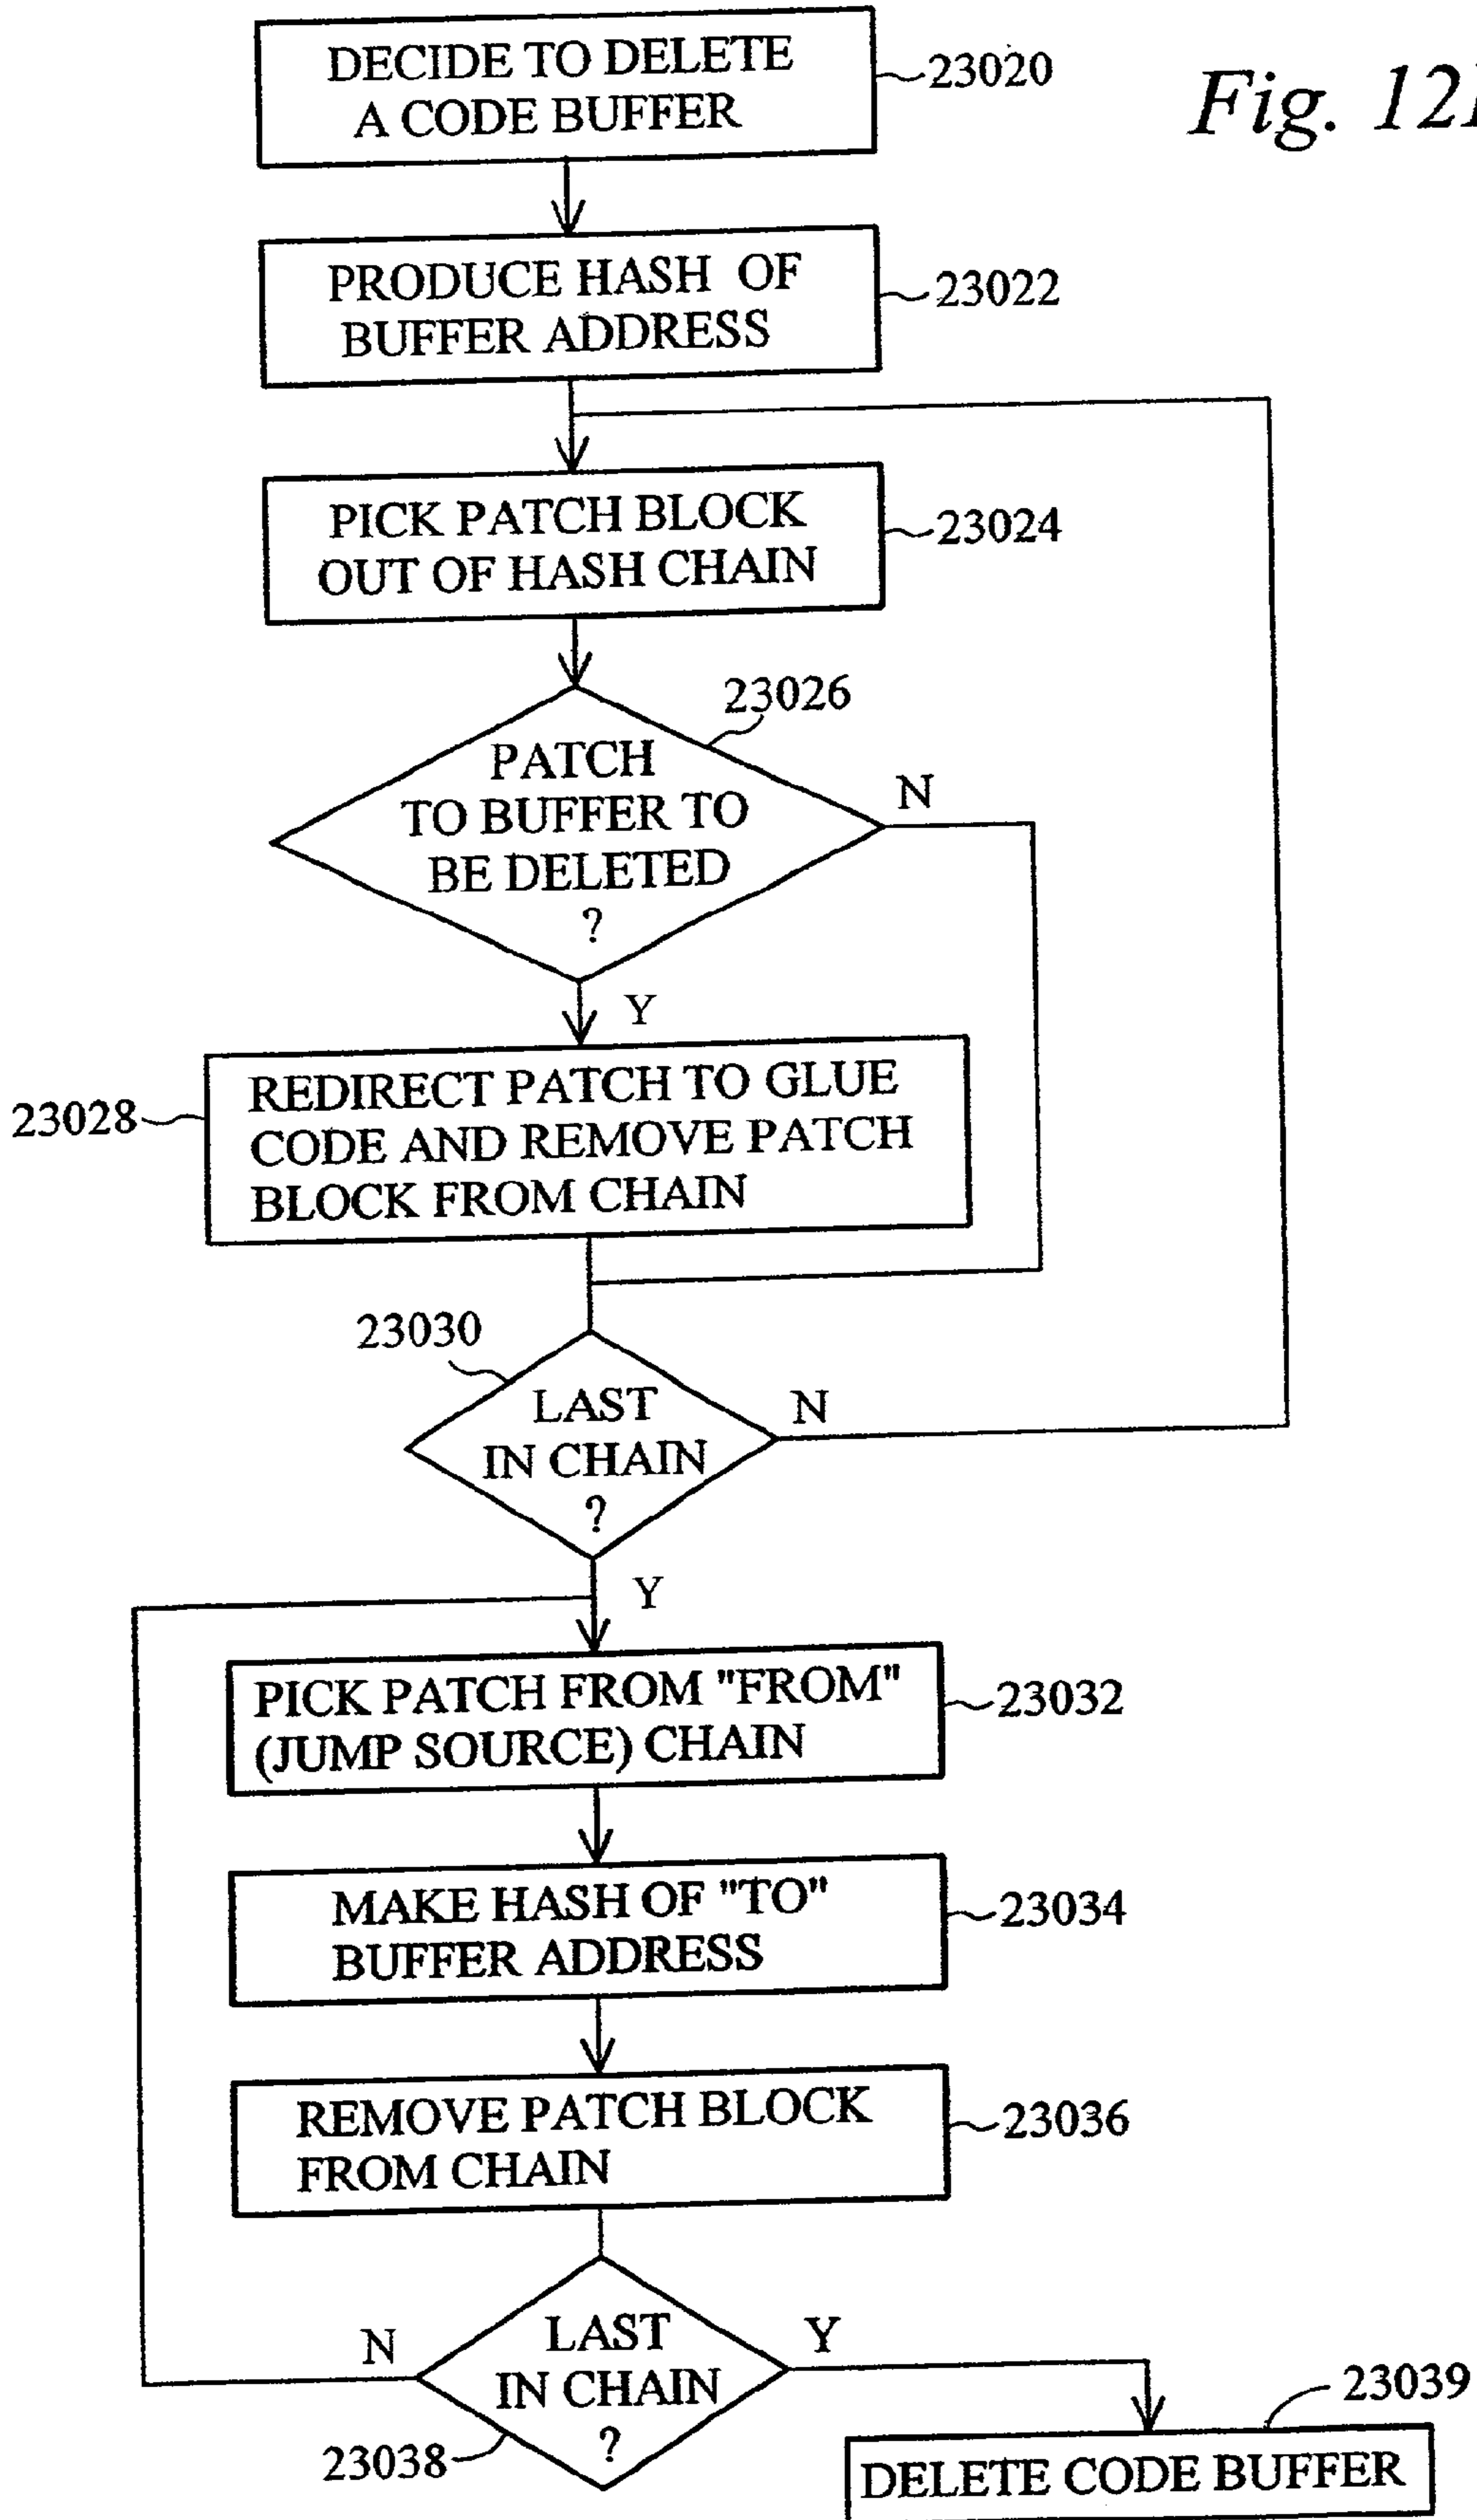 DECIDE TO DELETE
A CODE BUFFER
23020
Fig. 12
PRODUCE HASH OF
BUFFER ADDRESS
23022
PICK PATCH BLOCK
OUT OF HASH CHAIN
23024
23026
PATCH
TO BUFFER TO
BE DELETED
?
N
Y
REDIRECT PATCH TO GLUE
CODE AND REMOVE PATCH
BLOCK FROM CHAIN
23028
23030
LAST
IN CHAIN
?
N
Y
PICK PATCH FROM "FROM"
(JUMP SOURCE) CHAIN
23032
MAKE HASH OF "TO"
BUFFER ADDRESS
23034
REMOVE PATCH BLOCK
FROM CHAIN
23036
LAST
IN CHAIN
?
N
Y
23038
23039
DELETE CODE BUFFER